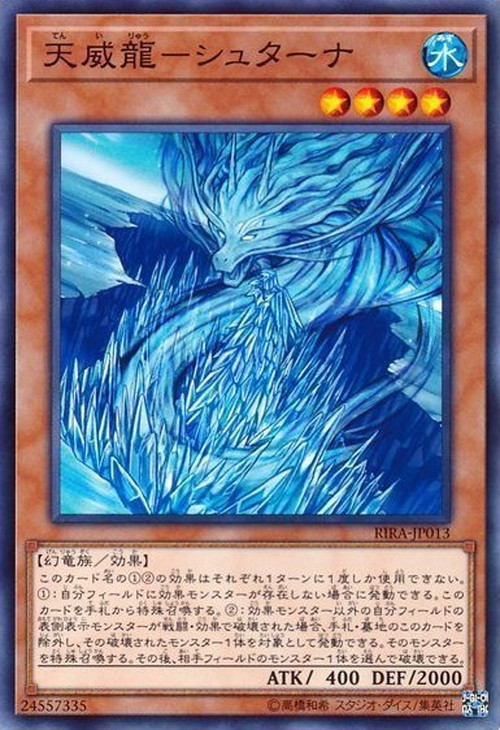 天威龍－シュターナ
水
RIRA-JP013
【幻竜族／効果】
このカード名の①②の効果はそれぞれ1ターンに1度しか使用できない。
①：自分フィールドに効果モンスターが存在しない場合に発動できる。この
カードを手札から特殊召喚する。②：効果モンスター以外の自分フィールドの
表側表示モンスターが戦闘・効果で破壊された場合、手札・墓地のこのカードを
除外し、その破壊されたモンスター1体を対象として発動できる。そのモンスター
を特殊召喚する。その後、相手フィールドのモンスター1体を選んで破壊できる。
ATK/ 400 DEF/2000
24557335
©高橋和希 スタジオ・ダイス/集英社